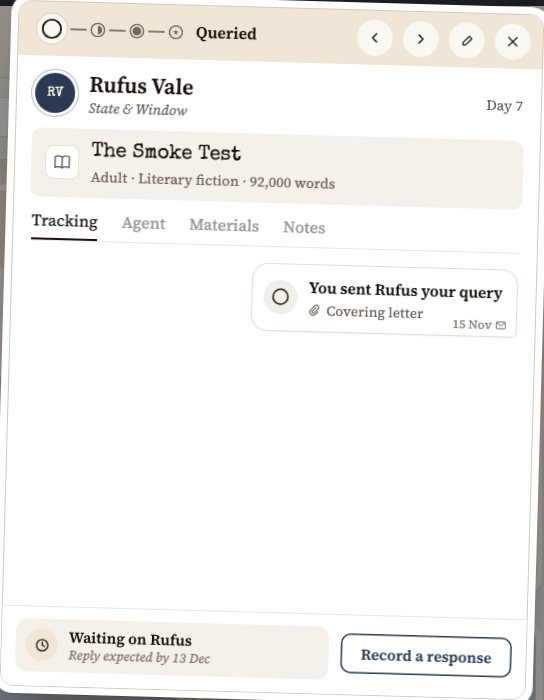 Queried
RV
Rufus Vale
State & Window
Day 7
The Smoke Test
Adult · Literary fiction · 92,000 words
Tracking Agent Materials Notes
You sent Rufus your query
Covering letter
15 Nov
Waiting on Rufus
Reply expected by 13 Dec
Record a response